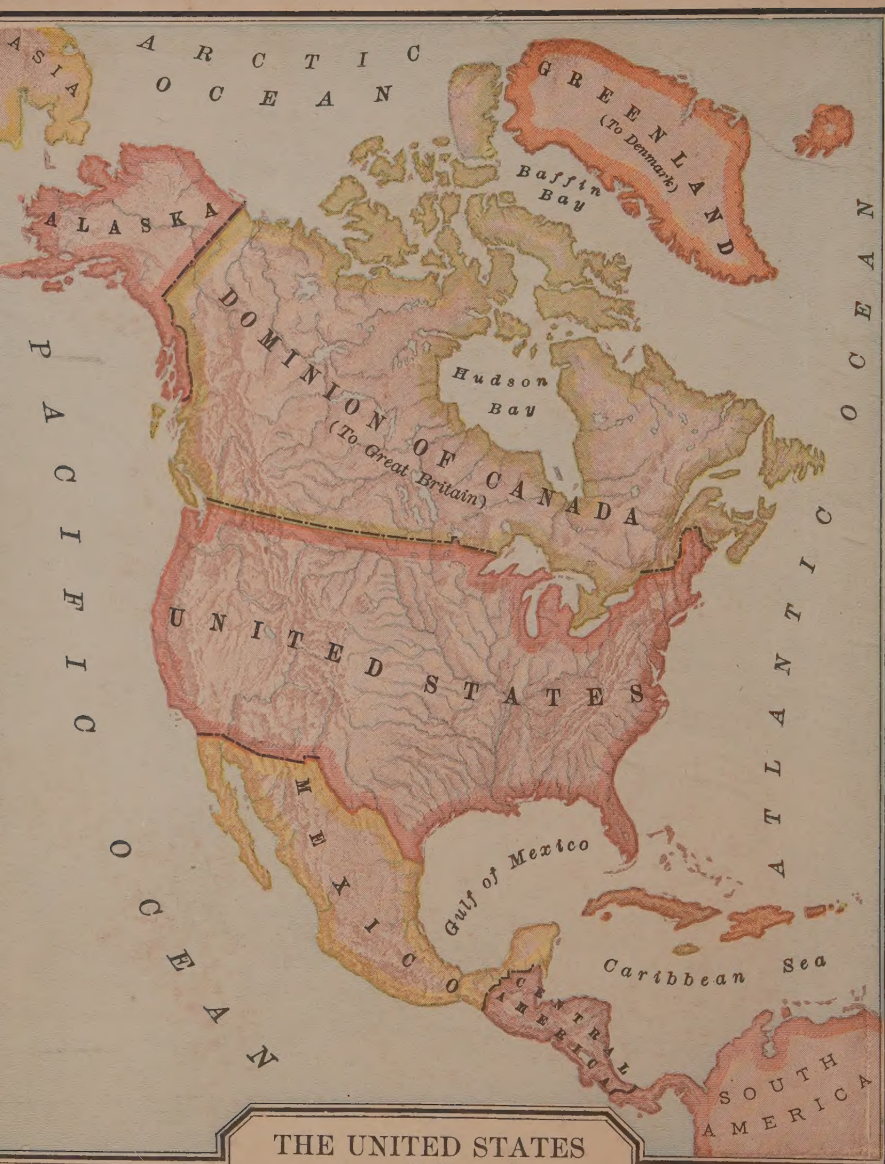 ASIA
ARCTIC
OCEAN
GREENLAND
(To Denmark)
Baffin
Bay
ALASKA
DOMINION OF CANADA
(To Great Britain)
Hudson
Bay
PACIFIC OCEAN
ATLANTIC OCEAN
UNITED STATES
MEXICO
Gulf of Mexico
Caribbean Sea
CENTRAL
AMERICA
SOUTH
AMERICA
THE UNITED STATES